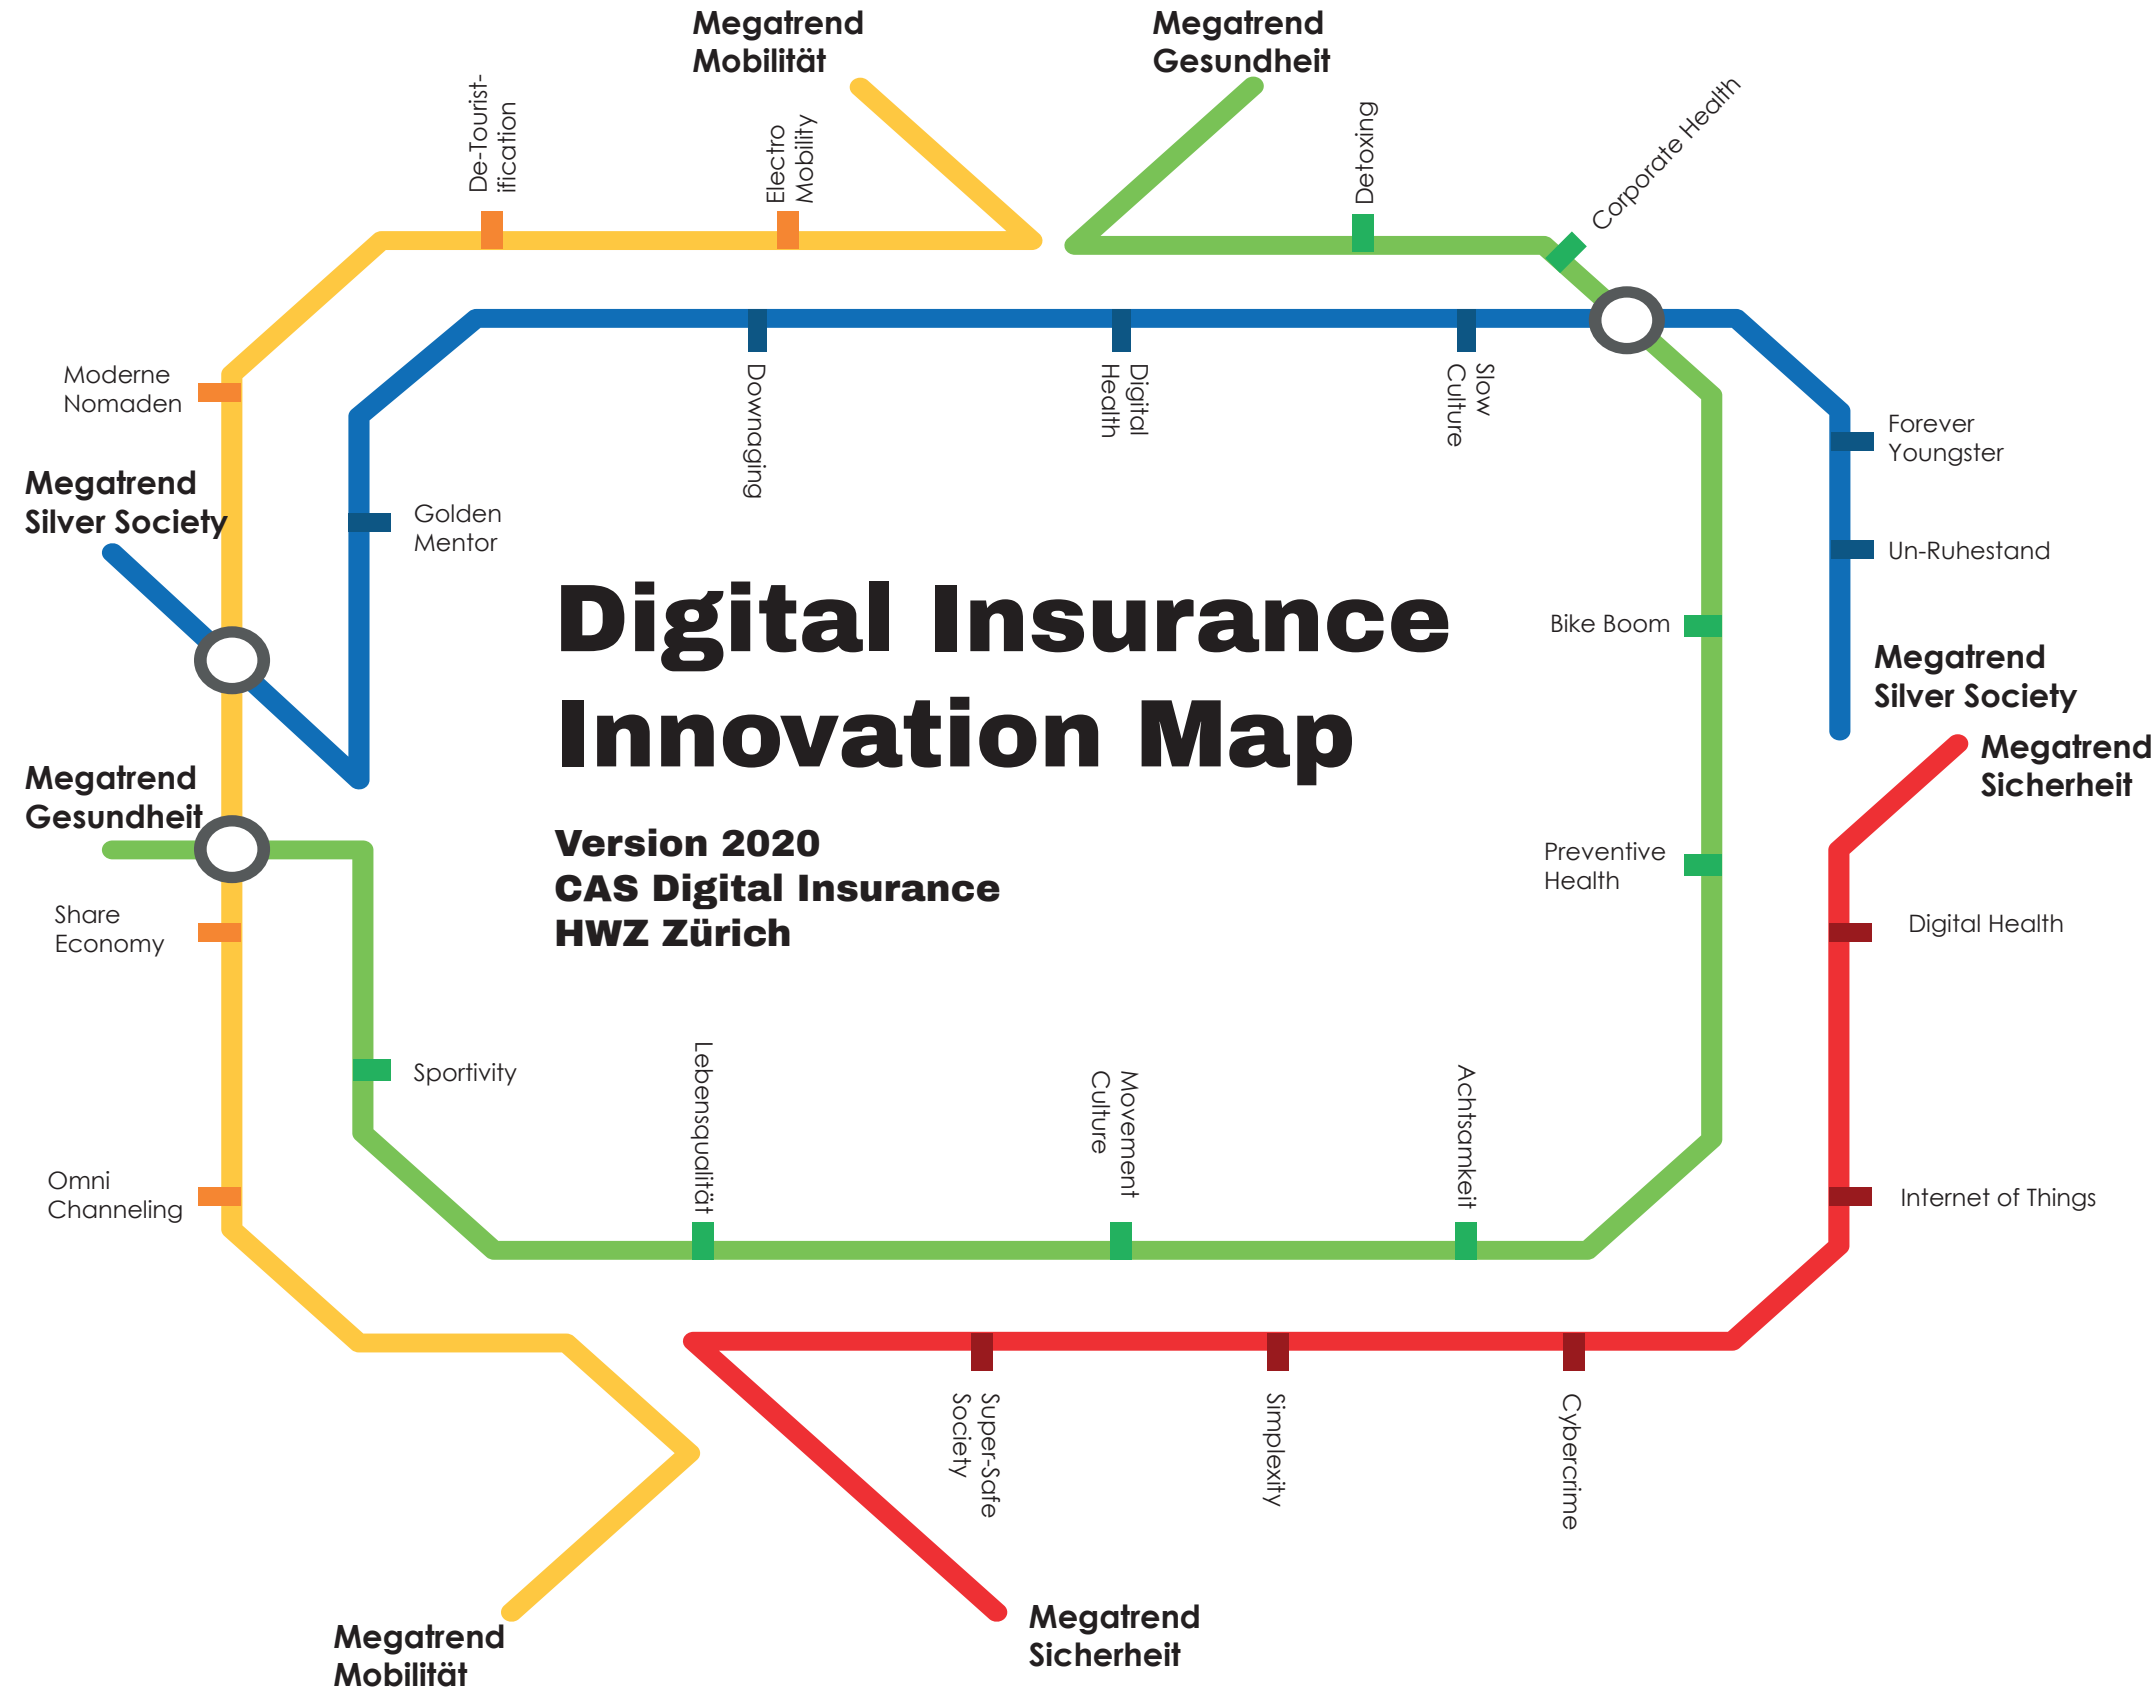 Megatrend
Mobilität
Megatrend
Gesundheit
De-Tourist-
ification
Electro
Mobility
Detoxing
Corporate Health
Moderne
Nomaden
Downaging
Digital
Health
Slow
Culture
Forever
Youngster
Megatrend
Silver Society
Golden
Mentor
Un-Ruhestand
Digital Insurance
Innovation Map
Bike Boom
Megatrend
Silver Society
Megatrend
Sicherheit
Megatrend
Gesundheit
Version 2020
CAS Digital Insurance
HWZ Zürich
Preventive
Health
Share
Economy
Digital Health
Sportivity
Lebensqualität
Movement
Culture
Achtsamkeit
Omni
Channeling
Internet of Things
Super-Safe
Society
Simplexity
Cybercrime
Megatrend
Mobilität
Megatrend
Sicherheit